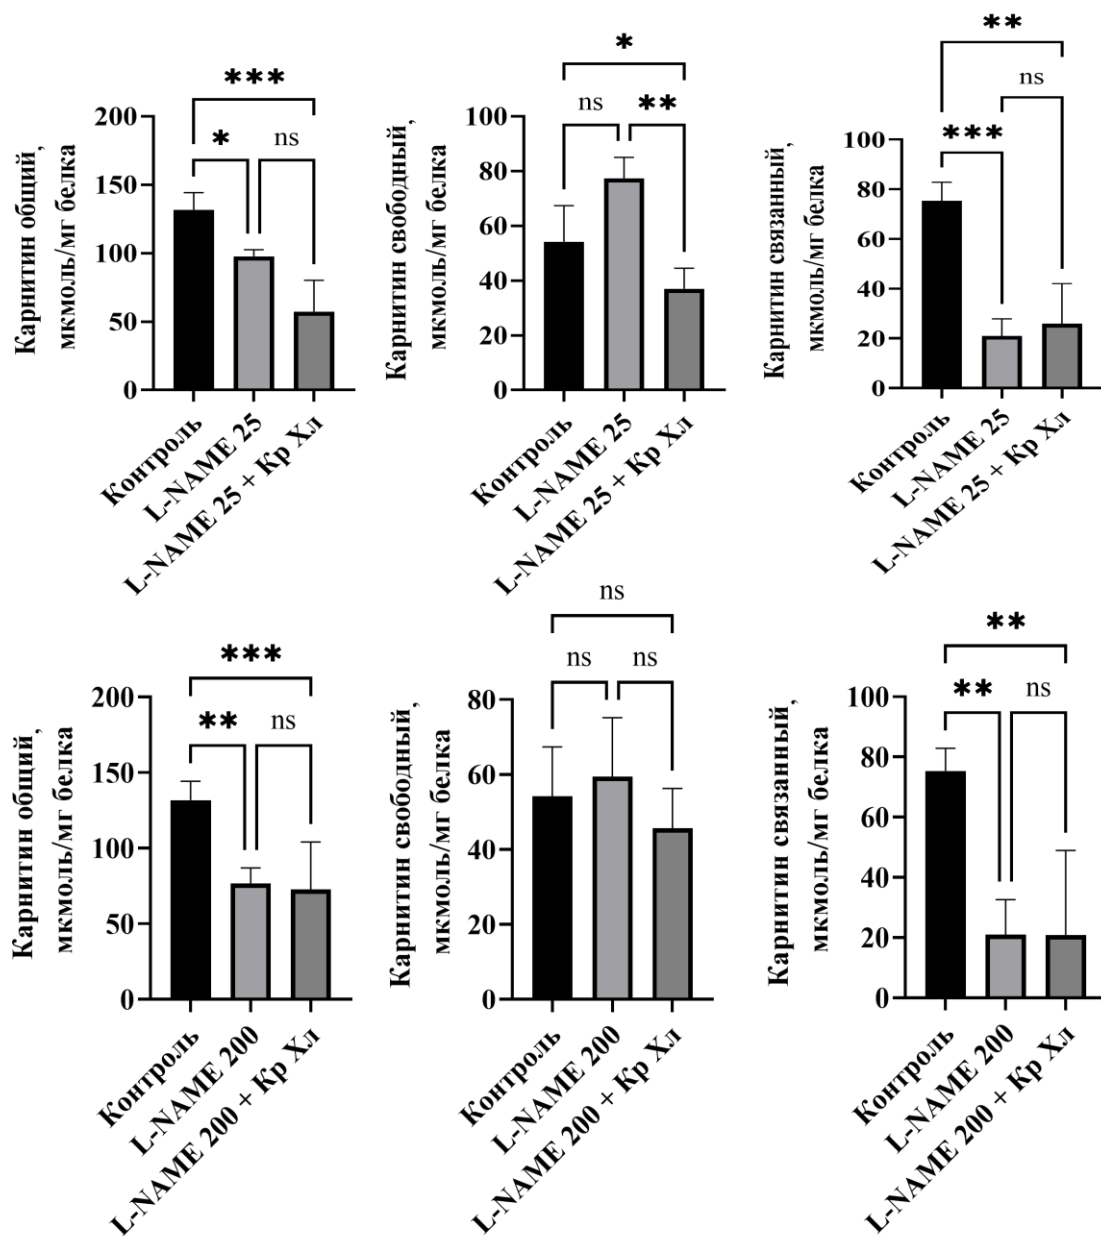 ***
* ns
200
150
100
50
0
Карнитин общий,
мкмоль/мг белка
Контроль
L-NAME 25
L-NAME 25 + Кр Хл
*
ns **
100
80
60
40
20
0
Карнитин свободный,
мкмоль/мг белка
Контроль
L-NAME 25
L-NAME 25 + Кр Хл
**
ns
***
100
80
60
40
20
0
Карнитин связанный,
мкмоль/мг белка
Контроль
L-NAME 25
L-NAME 25 + Кр Хл
***
** ns
200
150
100
50
0
Карнитин общий,
мкмоль/мг белка
Контроль
L-NAME 200
L-NAME 200 + Кр Хл
ns
ns ns
80
60
40
20
0
Карнитин свободный,
мкмоль/мг белка
Контроль
L-NAME 200
L-NAME 200 + Кр Хл
**
** ns
100
80
60
40
20
0
Карнитин связанный,
мкмоль/мг белка
Контроль
L-NAME 200
L-NAME 200 + Кр Хл